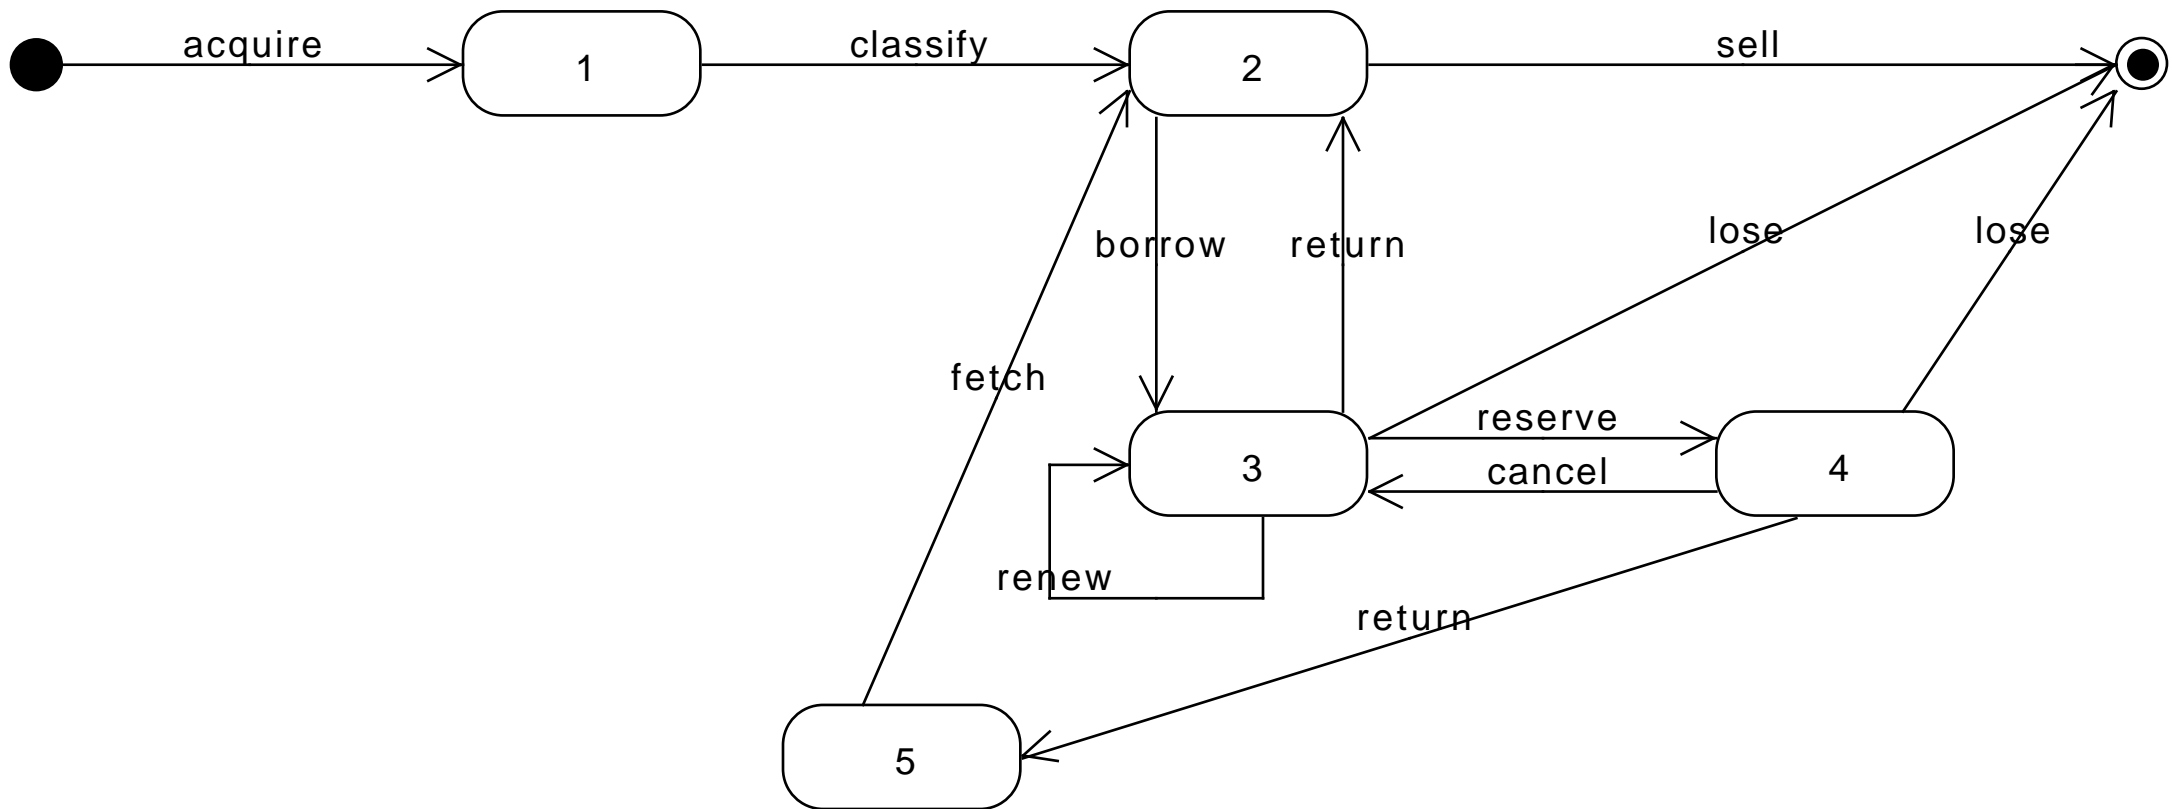 acquire
classify
sell
1
2
borrow
return
lose
lose
fetch
reserve
cancel
3
4
renew
return
5